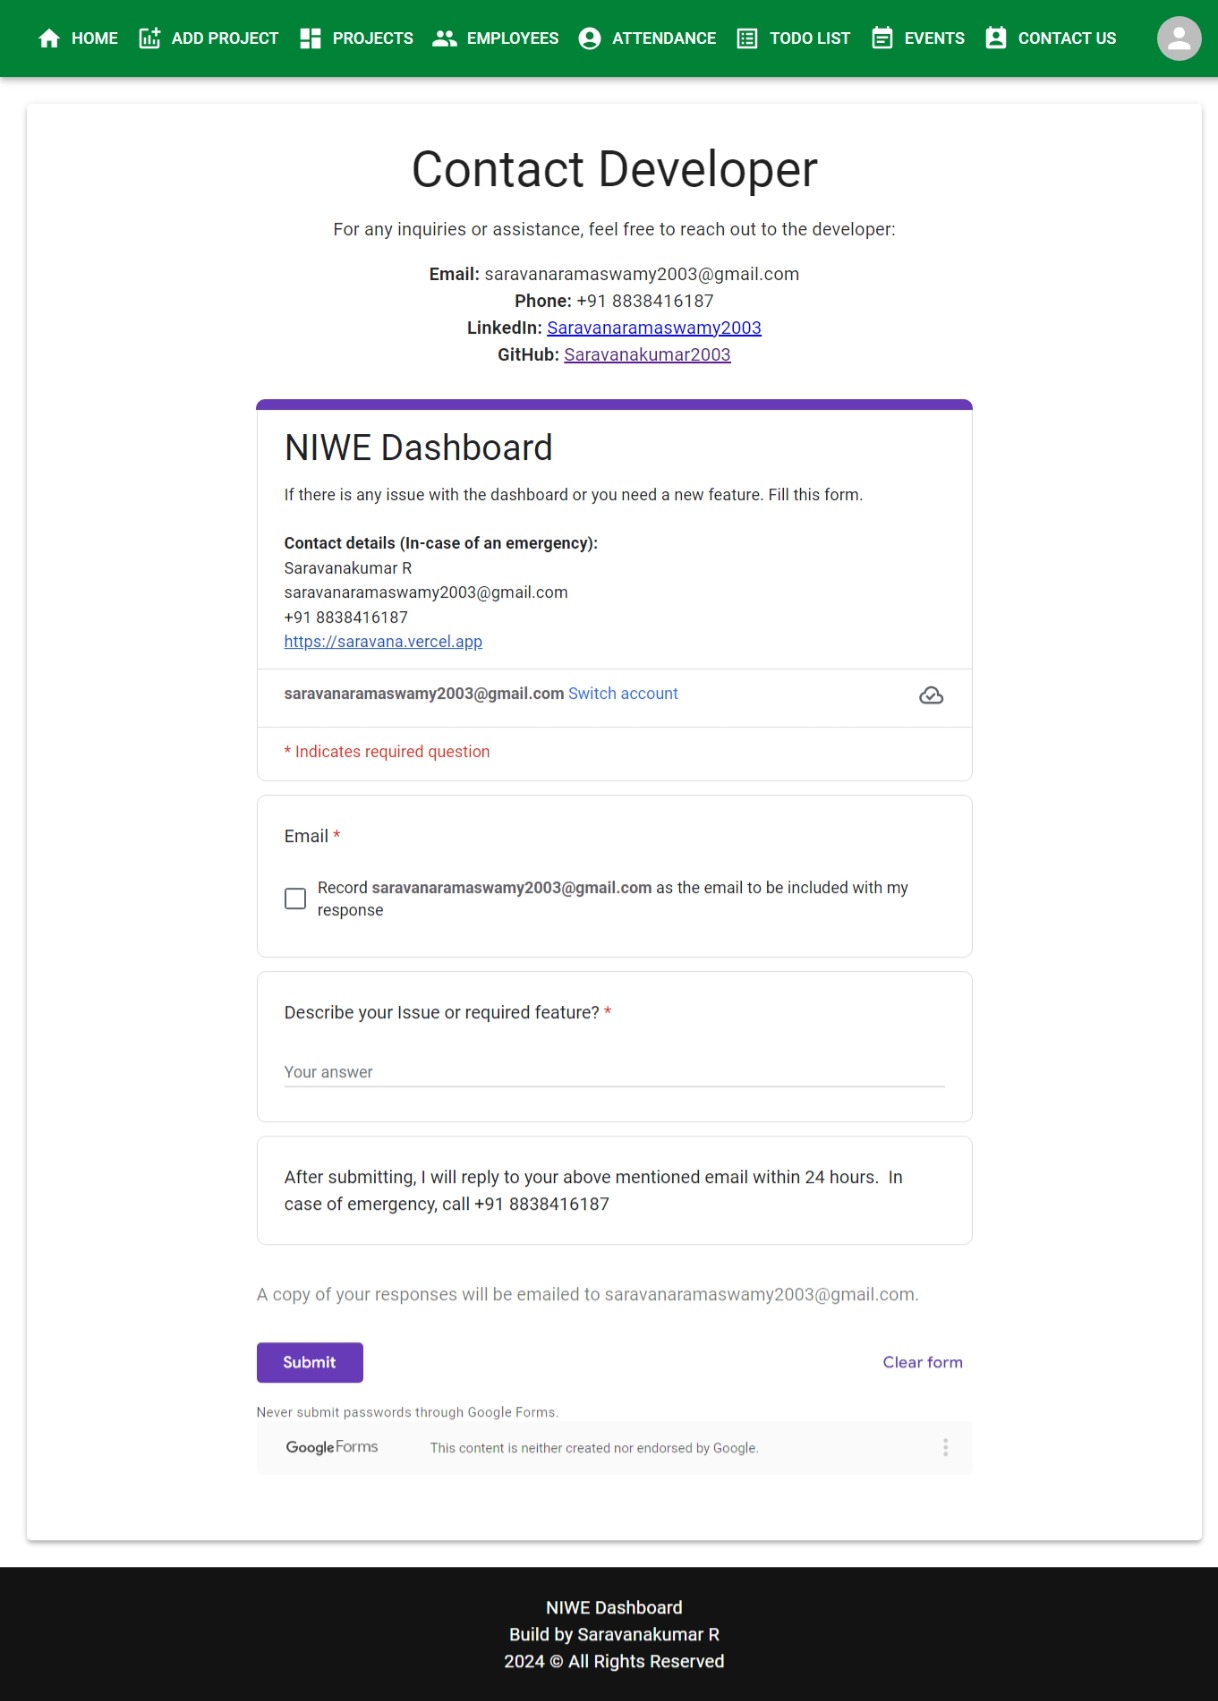 HOME ADD PROJECT PROJECTS EMPLOYEES ATTENDANCE TODO LIST EVENTS CONTACT US
Contact Developer
For any inquiries or assistance, feel free to reach out to the developer:
Email: saravanaramaswamy2003@gmail.com
Phone: +91 8838416187
LinkedIn: Saravanaramaswamy2003
GitHub: Saravanakumar2003
NIWE Dashboard
If there is any issue with the dashboard or you need a new feature. Fill this form.
Contact details (In-case of an emergency):
Saravanakumar R
saravanaramaswamy2003@gmail.com
+91 8838416187
https://saravana.vercel.app
saravanaramaswamy2003@gmail.com Switch account
* Indicates required question
Email *
Record saravanaramaswamy2003@gmail.com as the email to be included with my
response
Describe your Issue or required feature? *
Your answer
After submitting, I will reply to your above mentioned email within 24 hours.  In
case of emergency, call +91 8838416187
A copy of your responses will be emailed to saravanaramaswamy2003@gmail.com.
Submit Clear form
Never submit passwords through Google Forms.
Google Forms This content is neither created nor endorsed by Google.
NIWE Dashboard
Build by Saravanakumar R
2024 © All Rights Reserved